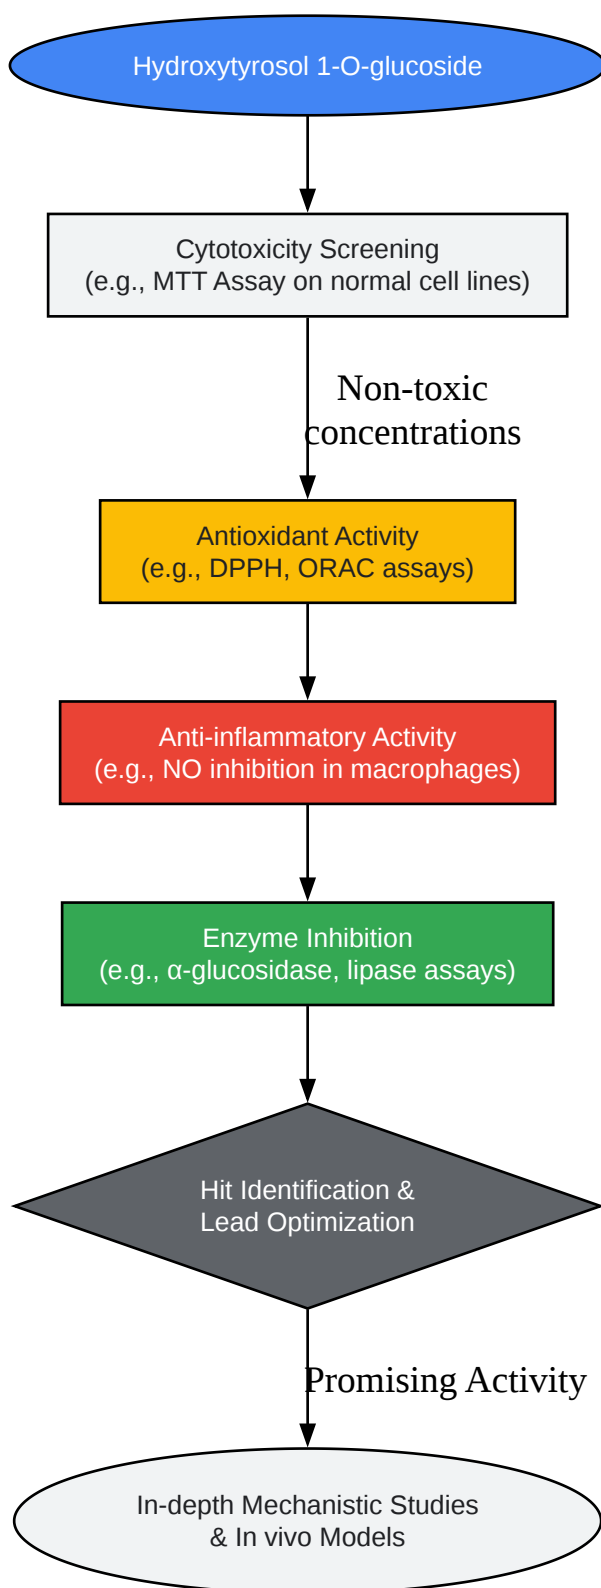 Hydroxytyrosol 1-O-glucoside
Cytotoxicity Screening
(e.g., MTT Assay on normal cell lines)
Non-toxic
concentrations
Antioxidant Activity
(e.g., DPPH, ORAC assays)
Anti-inflammatory Activity
(e.g., NO inhibition in macrophages)
Enzyme Inhibition
(e.g., α-glucosidase, lipase assays)
Hit Identification &
Lead Optimization
Promising Activity
In-depth Mechanistic Studies
& In vivo Models